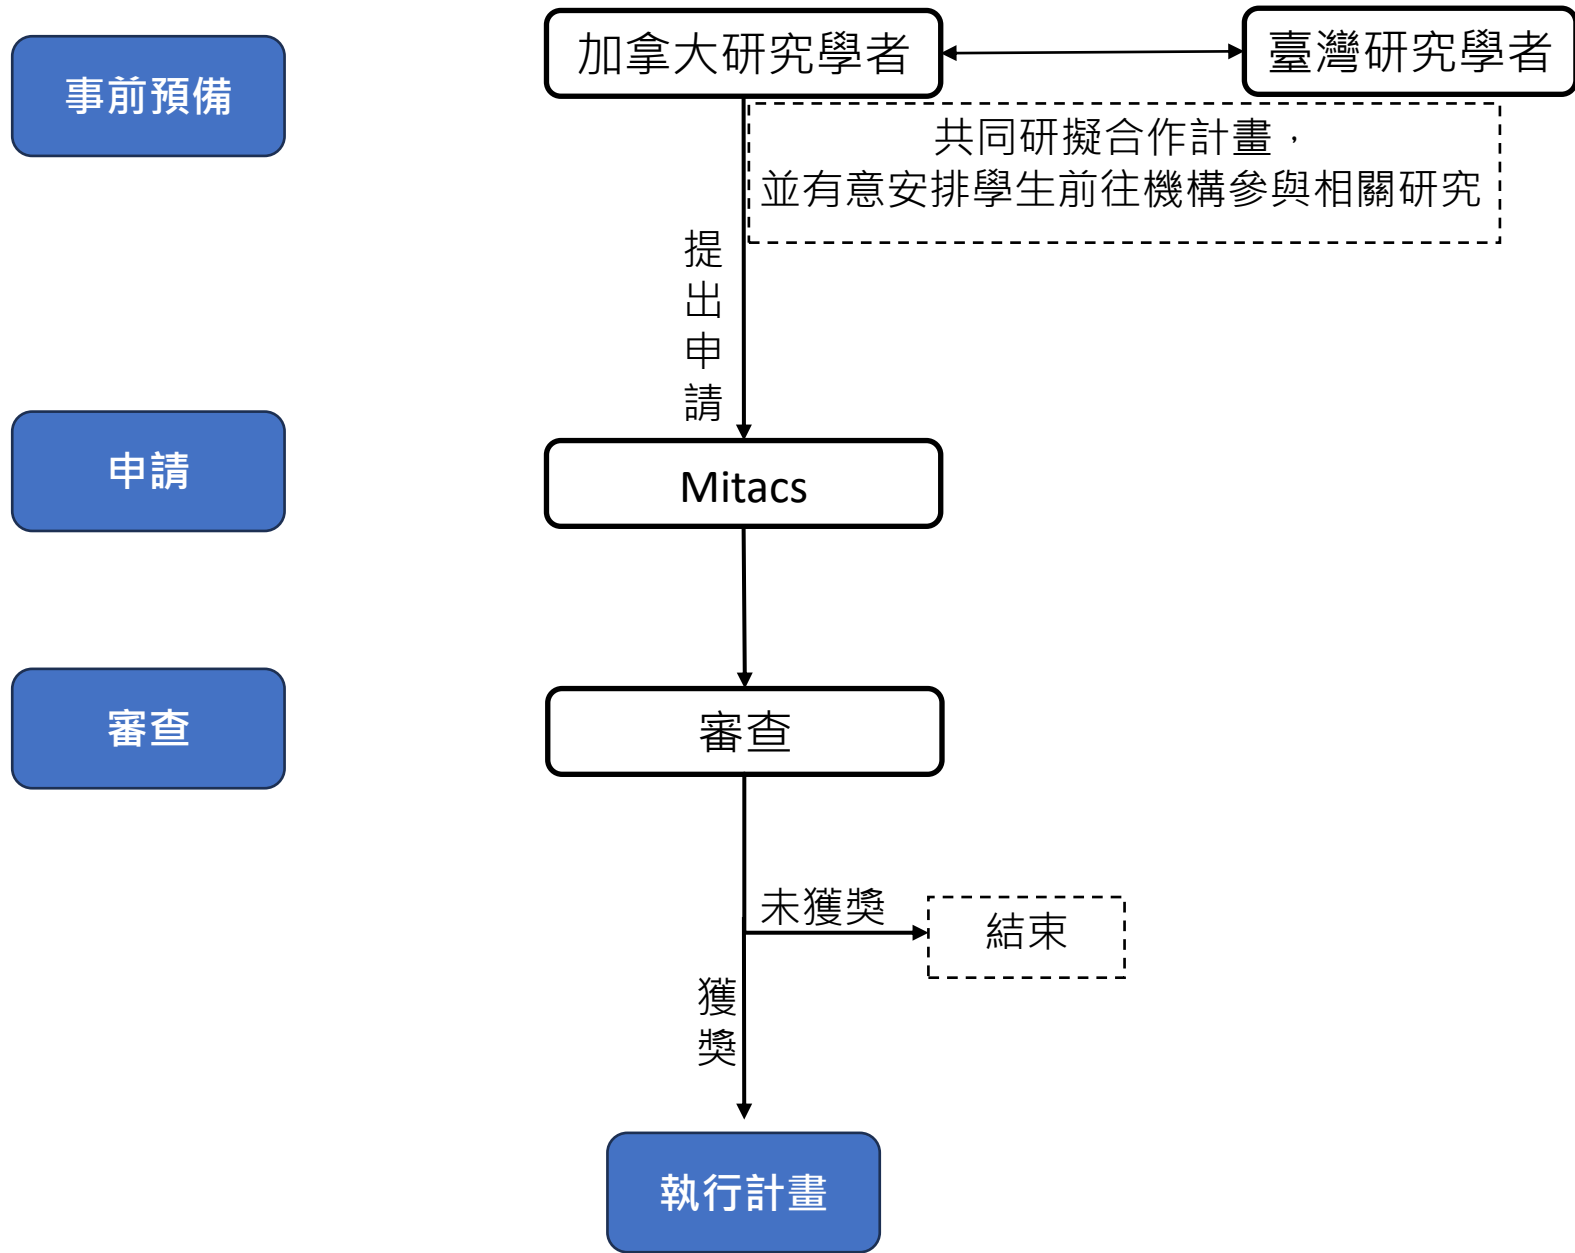 事前預備
加拿大研究學者
臺灣研究學者
共同研擬合作計畫，
並有意安排學生前往機構參與相關研究
提出申請
申請
Mitacs
審查
審查
未獲獎
結束
獲獎
執行計畫